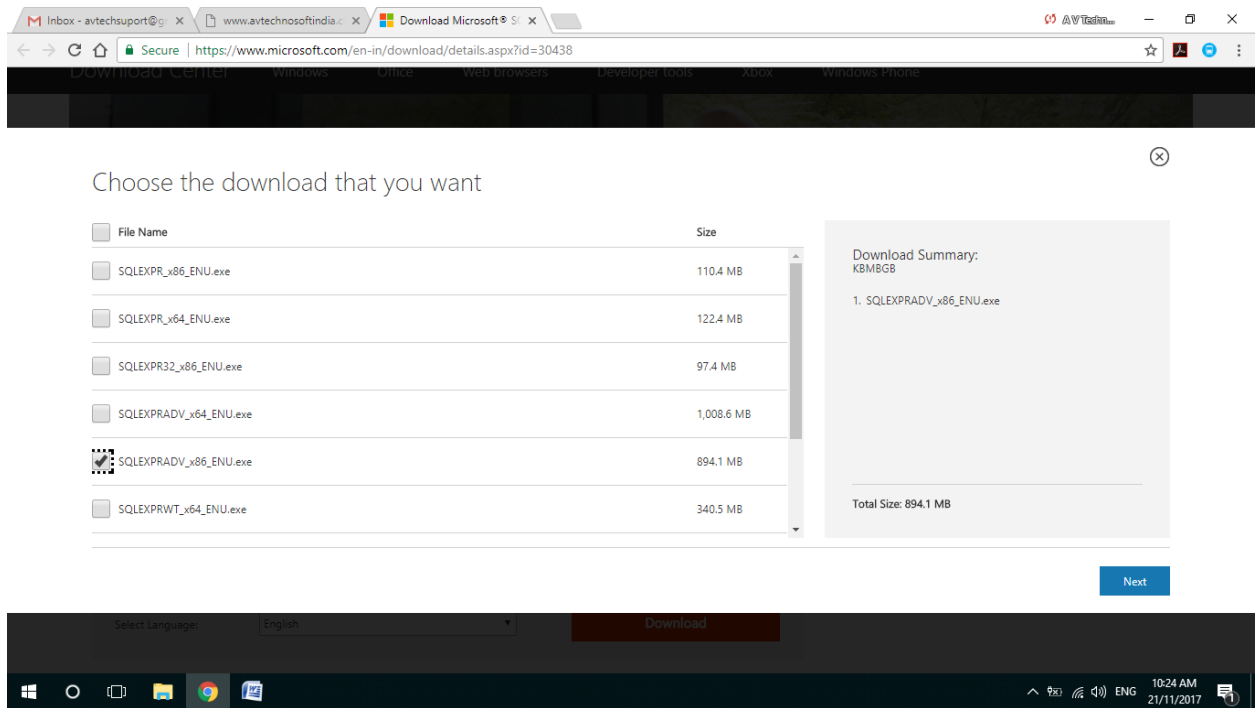 Inbox - avtechsuport@g
www.avtechnosoftindia.c
Download Microsoft® SC
A V Techn...
Secure https://www.microsoft.com/en-in/download/details.aspx?id=30438
Download Center Windows Office Web browsers Developer tools Xbox Windows Phone
Choose the download that you want
File Name Size
SQLEXPR_x86_ENU.exe 110.4 MB
SQLEXPR_x64_ENU.exe 122.4 MB
SQLEXPR32_x86_ENU.exe 97.4 MB
SQLEXPRADV_x64_ENU.exe 1,008.6 MB
SQLEXPRADV_x86_ENU.exe 894.1 MB
SQLEXPRWT_x64_ENU.exe 340.5 MB
Download Summary:
KBMBGB
1. SQLEXPRADV_x86_ENU.exe
Total Size: 894.1 MB
Next
Select Language: English Download
ENG
10:24 AM
21/11/2017
1